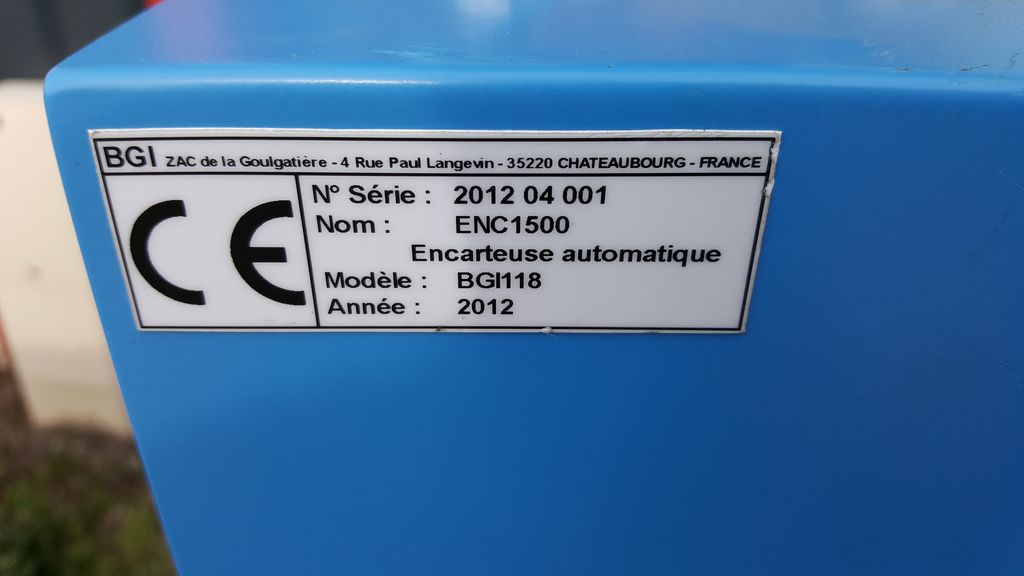 BGI ZAC de la Goulgatière - 4 Rue Paul Langevin - 35220 CHATEAUBOURG - FRANCE
CE
N° Série : 2012 04 001
Nom : ENC1500
Encarteuse automatique
Modèle : BGI118
Année : 2012